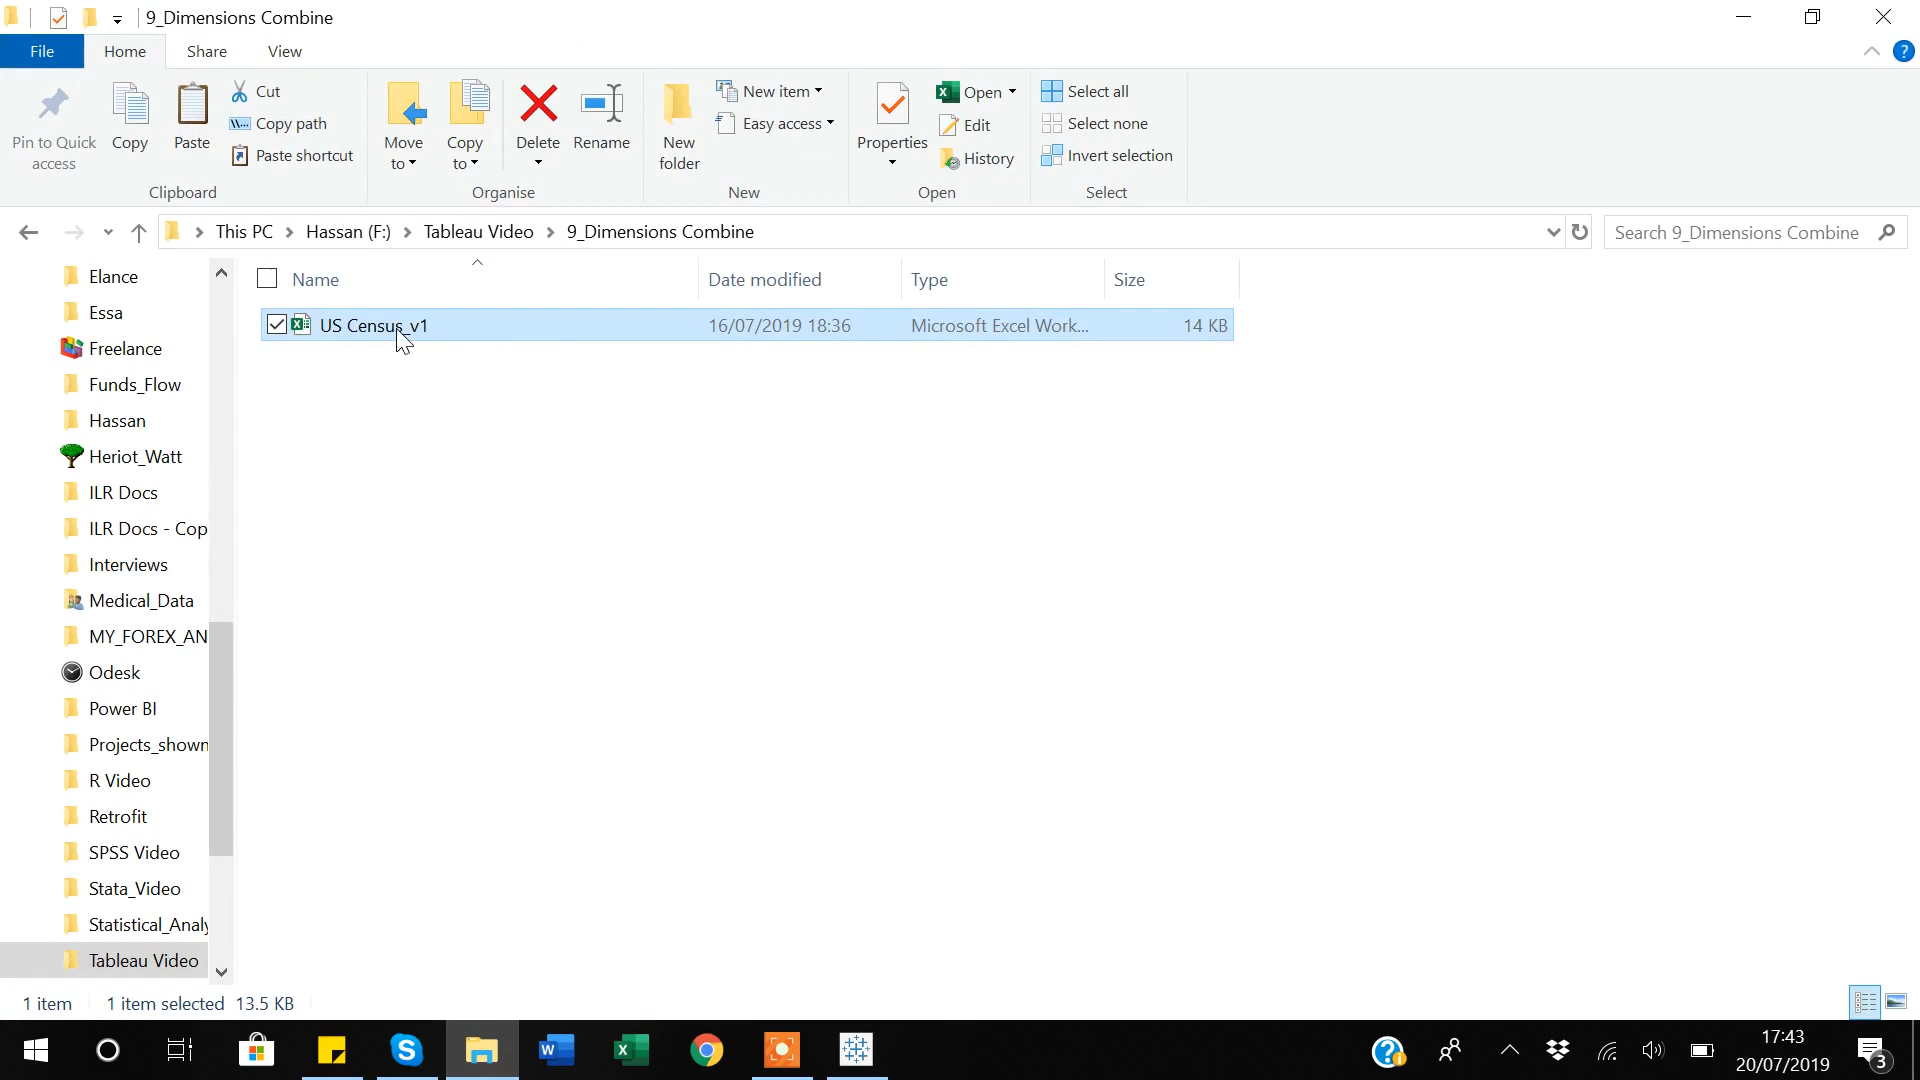 9_Dimensions Combine
File
Home
Share
View
Pin to Quick access
Copy
Paste
Cut
Copy path
Paste shortcut
Clipboard
Move to
Copy to
Delete
Rename
Organise
New folder
New item
Easy access
New
Properties
Open
Edit
History
Open
Select all
Select none
Invert selection
Select
This PC
Hassan (F:)
Tableau Video
9_Dimensions Combine
Search 9_Dimensions Combine
Name
Date modified
Type
Size
US Census_v1
16/07/2019 18:36
Microsoft Excel Work...
14 KB
Elance
Essa
Freelance
Funds_Flow
Hassan
Heriot_Watt
ILR Docs
ILR Docs - Cop
Interviews
Medical_Data
MY_FOREX_AN
Odesk
Power BI
Projects_shown
R Video
Retrofit
SPSS Video
Stata_Video
Statistical_Analy
Tableau Video
1 item
1 item selected 13.5 KB
17:43
20/07/2019
3